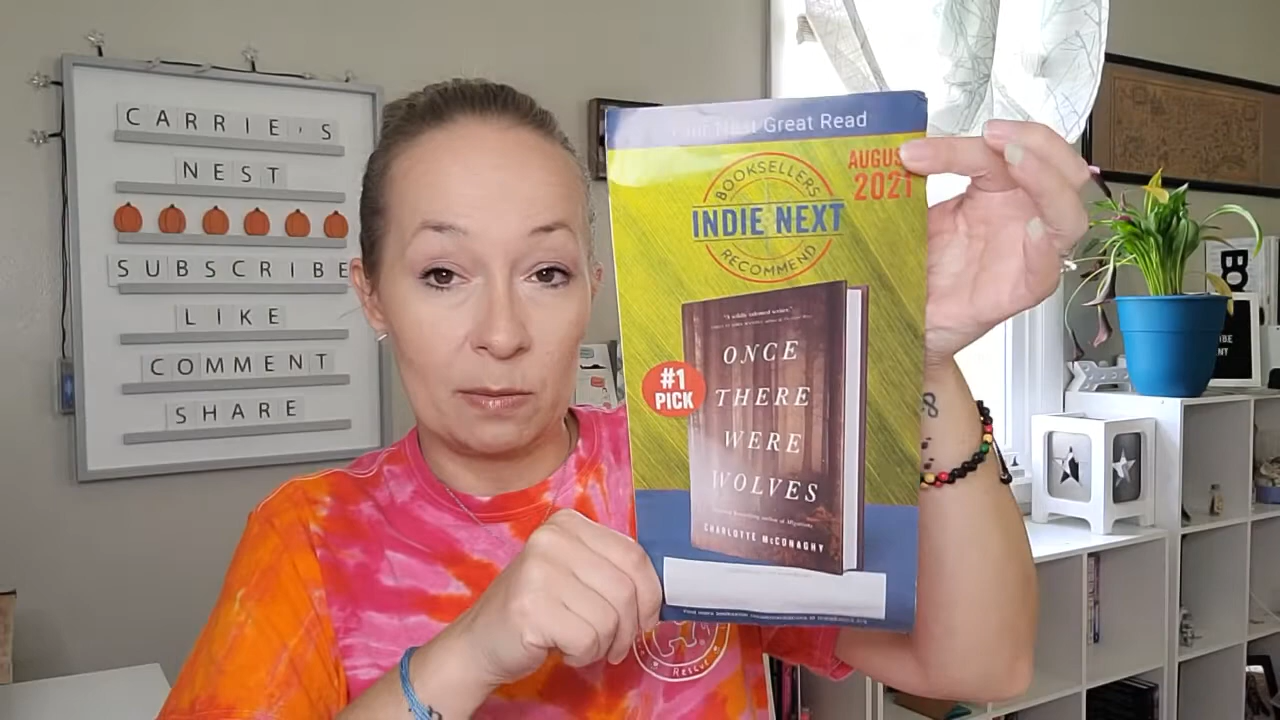 CARRIE'S
NEST
SUBSCRIBE
LIKE
COMMENT
SHARE
Your Next Great Read
AUGUST
2021
BOOKSELLERS
INDIE NEXT
RECOMMEND
#1
PICK
ONCE
THERE
WERE
WOLVES
CHARLOTTE McCONAGHY
RESCUE